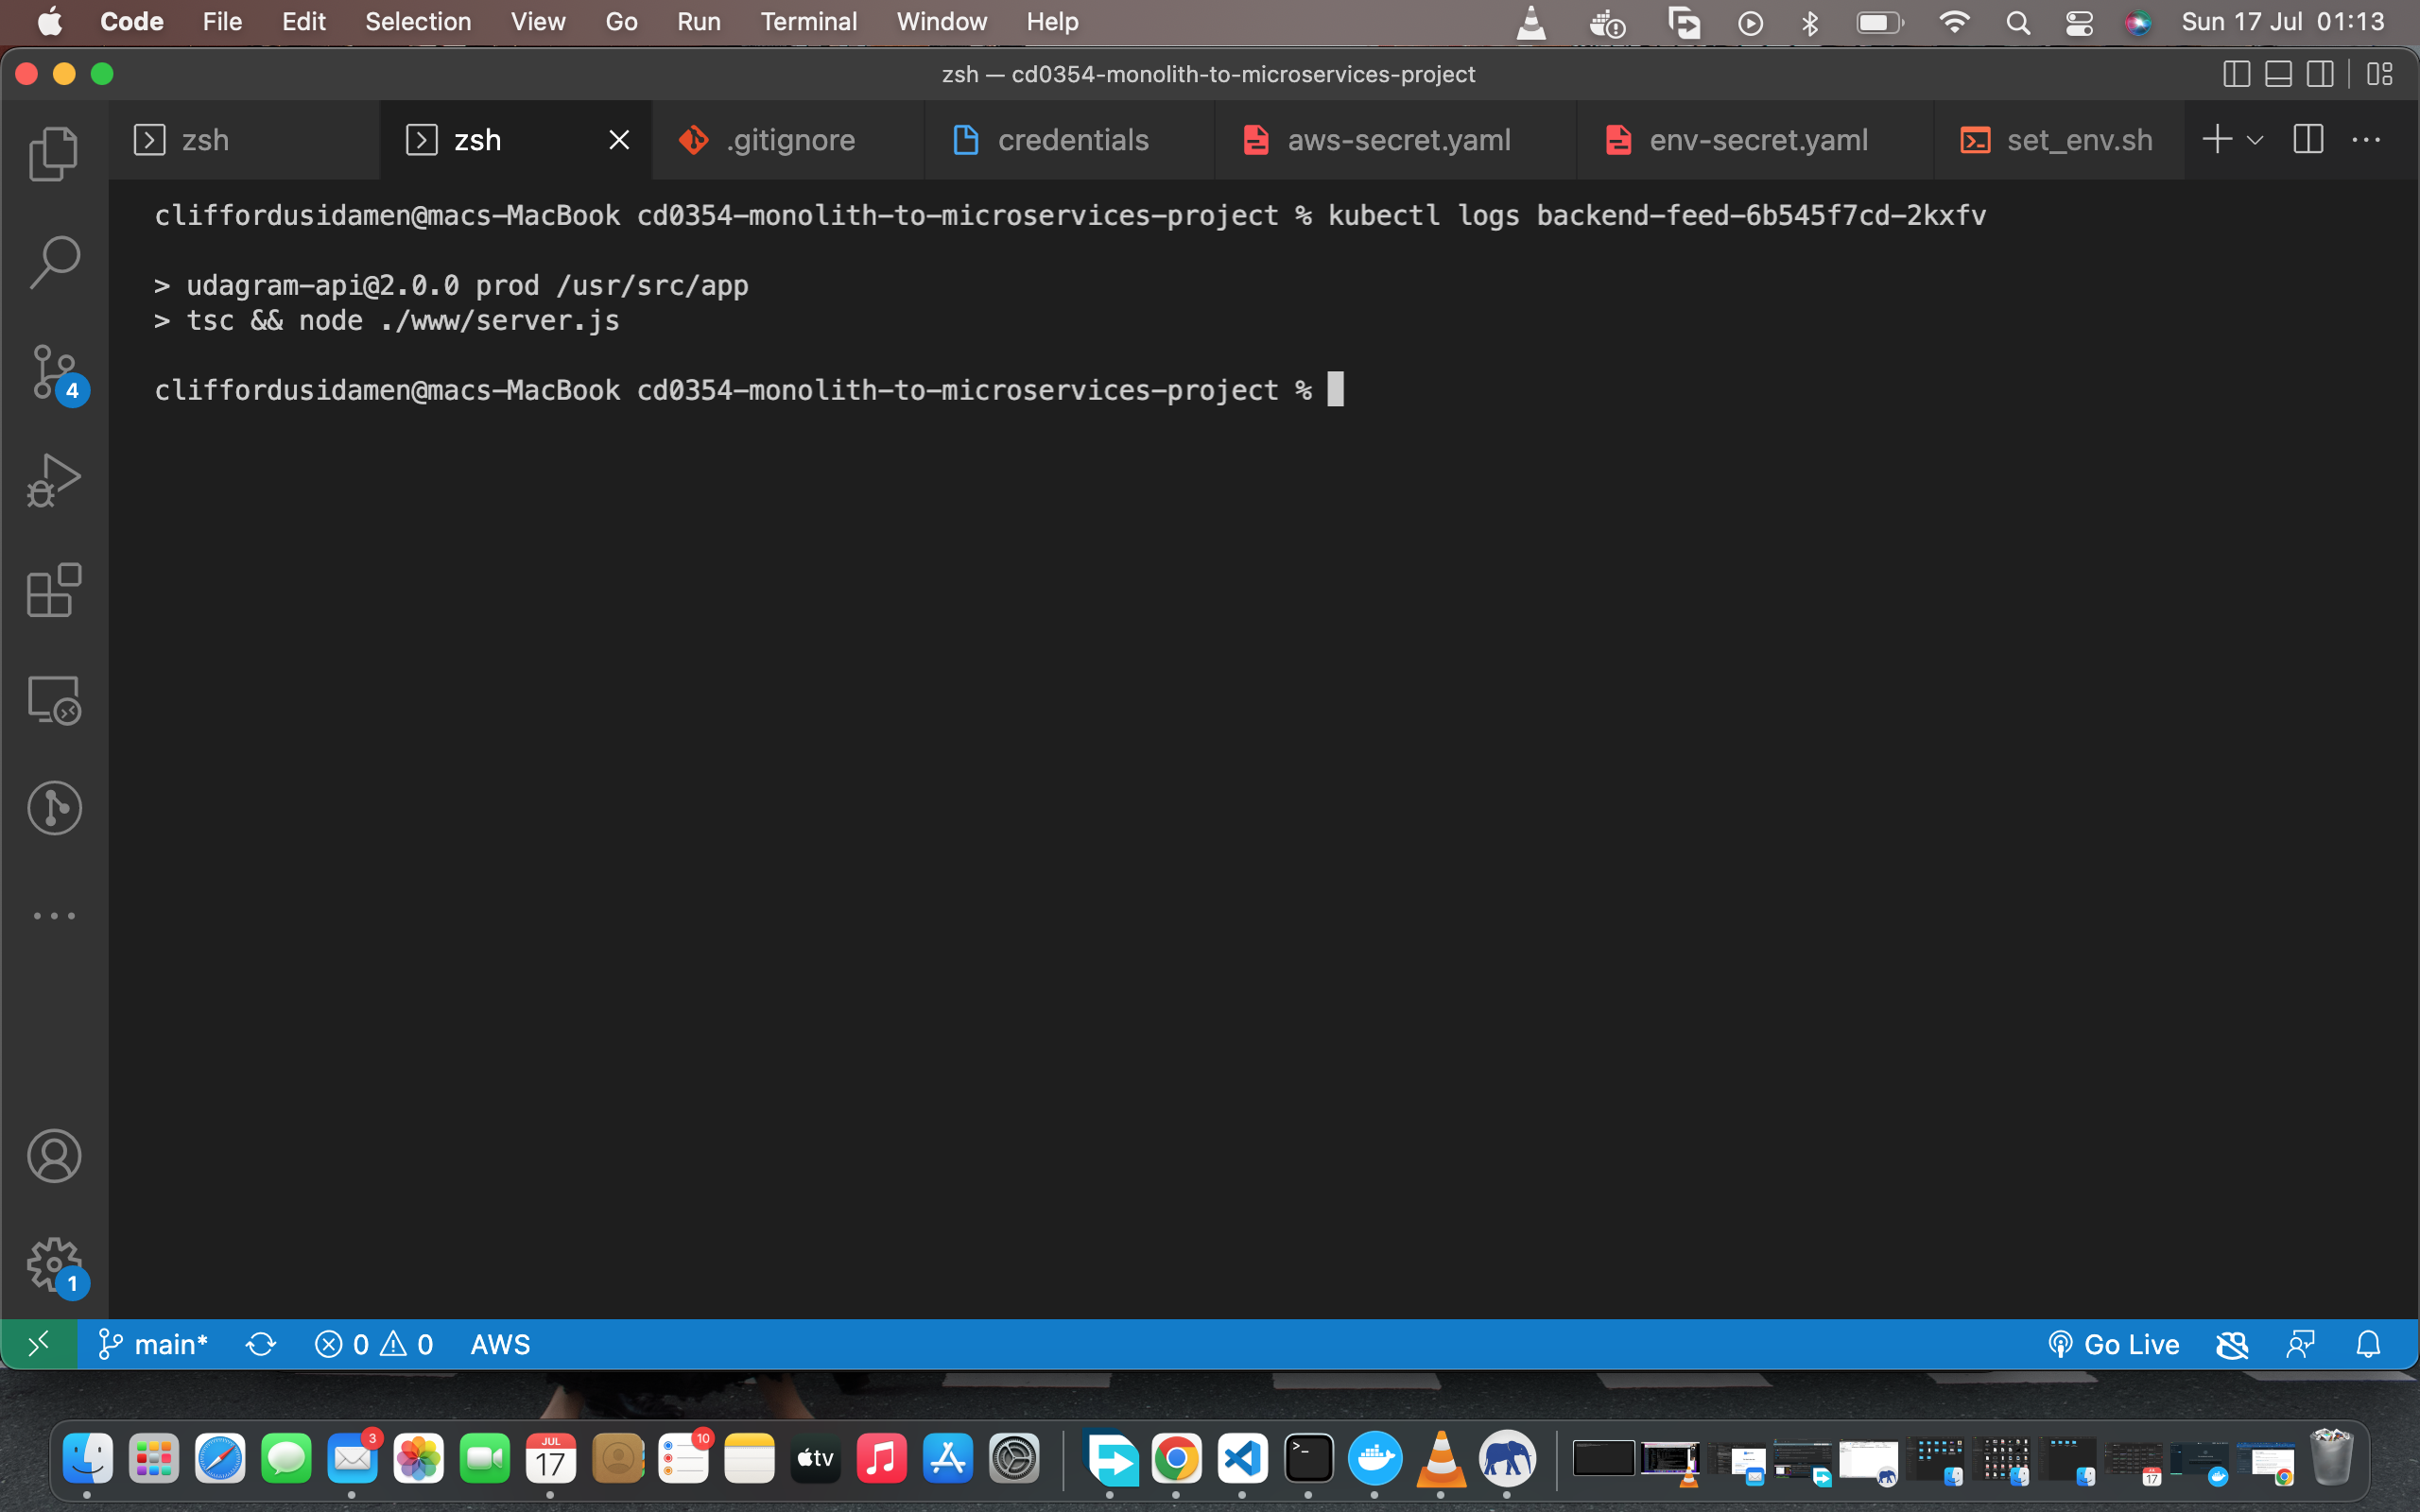 Code File Edit Selection View Go Run Terminal Window Help Sun 17 Jul 01:13
zsh — cd0354-monolith-to-microservices-project
zsh zsh .gitignore credentials aws-secret.yaml env-secret.yaml set_env.sh
cliffordusidamen@macs-MacBook cd0354-monolith-to-microservices-project % kubectl logs backend-feed-6b545f7cd-2kxfv
> udagram-api@2.0.0 prod /usr/src/app
> tsc && node ./www/server.js
cliffordusidamen@macs-MacBook cd0354-monolith-to-microservices-project %
4
1
main* 0 0 AWS Go Live
3 JUL 17 10 tv >_ 17